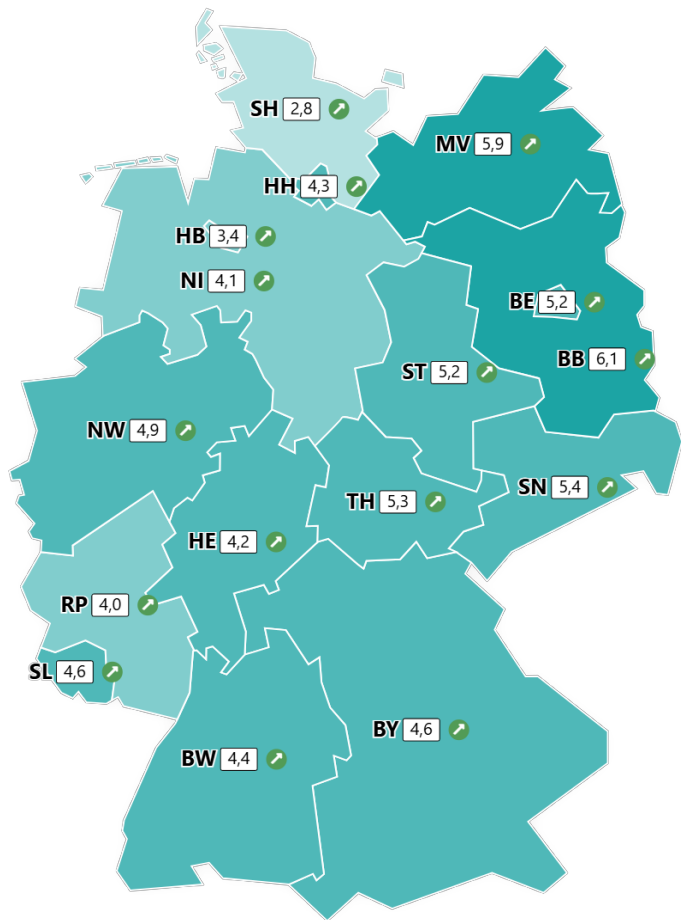 SH 2,8
MV 5,9
HH 4,3
HB 3,4
NI 4,1
BE 5,2
BB 6,1
ST 5,2
NW 4,9
SN 5,4
TH 5,3
HE 4,2
RP 4,0
SL 4,6
BY 4,6
BW 4,4